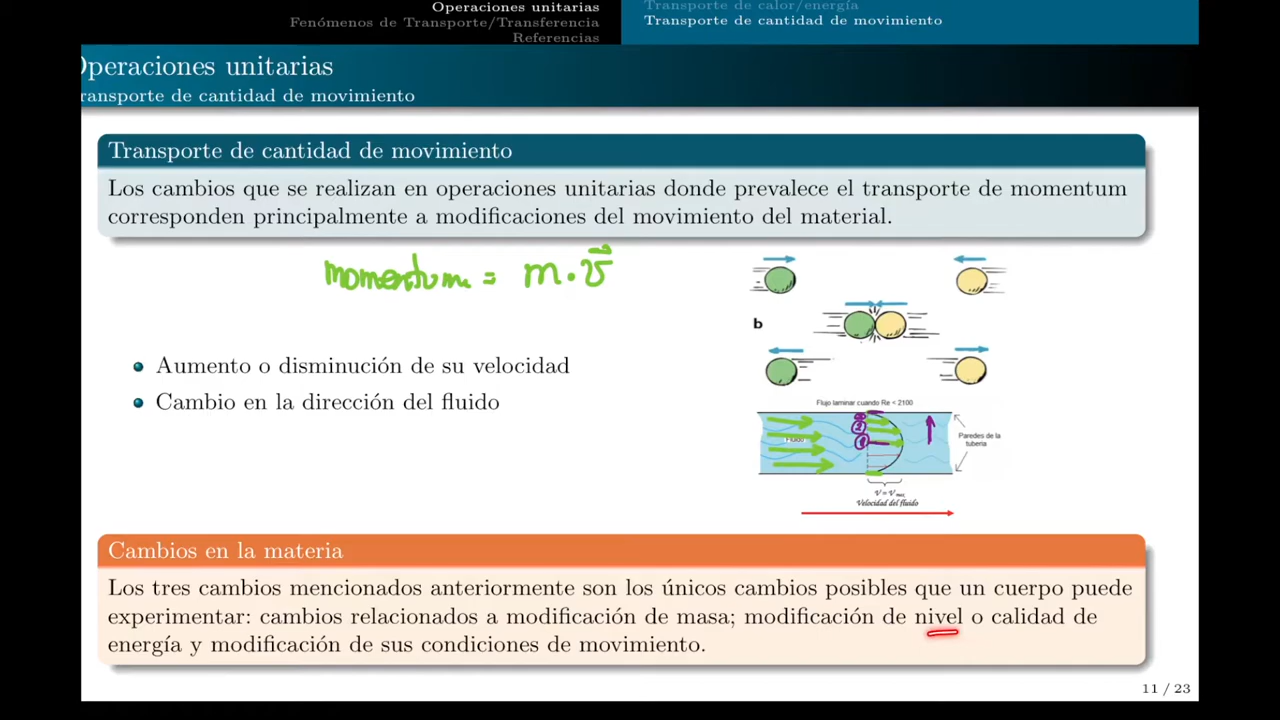 Operaciones unitarias
Fenómenos de Transporte/Transferencia
Referencias
Transporte de calor/energía
Transporte de cantidad de movimiento
Operaciones unitarias
ransporte de cantidad de movimiento
Transporte de cantidad de movimiento
Los cambios que se realizan en operaciones unitarias donde prevalece el transporte de momentum
corresponden principalmente a modificaciones del movimiento del material.
momentum = m · v⃗
b
Aumento o disminución de su velocidad
Cambio en la dirección del fluido
Flujo laminar cuando Re < 2100
Fluido
2
1
Paredes de la
tubería
V = V max
Velocidad del fluido
Cambios en la materia
Los tres cambios mencionados anteriormente son los únicos cambios posibles que un cuerpo puede
experimentar: cambios relacionados a modificación de masa; modificación de nivel o calidad de
energía y modificación de sus condiciones de movimiento.
11 / 23